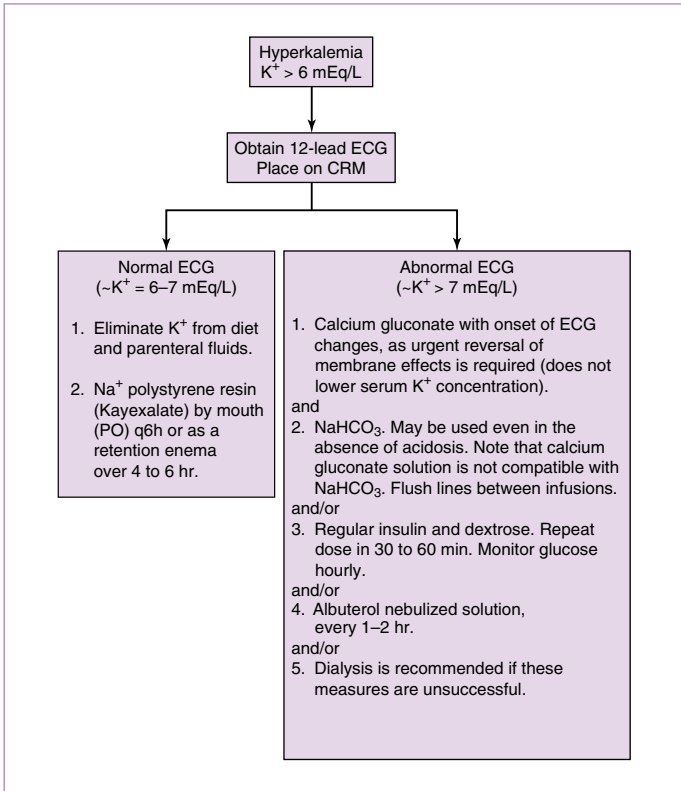 Hyperkalemia
K⁺ > 6 mEq/L
Obtain 12-lead ECG
Place on CRM
Normal ECG
(~K⁺ = 6–7 mEq/L)
1. Eliminate K⁺ from diet
and parenteral fluids.
2. Na⁺ polystyrene resin
(Kayexalate) by mouth
(PO) q6h or as a
retention enema
over 4 to 6 hr.
Abnormal ECG
(~K⁺ > 7 mEq/L)
1. Calcium gluconate with onset of ECG
changes, as urgent reversal of
membrane effects is required (does not
lower serum K⁺ concentration).
and
2. NaHCO₃. May be used even in the
absence of acidosis. Note that calcium
gluconate solution is not compatible with
NaHCO₃. Flush lines between infusions.
and/or
3. Regular insulin and dextrose. Repeat
dose in 30 to 60 min. Monitor glucose
hourly.
and/or
4. Albuterol nebulized solution,
every 1–2 hr.
and/or
5. Dialysis is recommended if these
measures are unsuccessful.